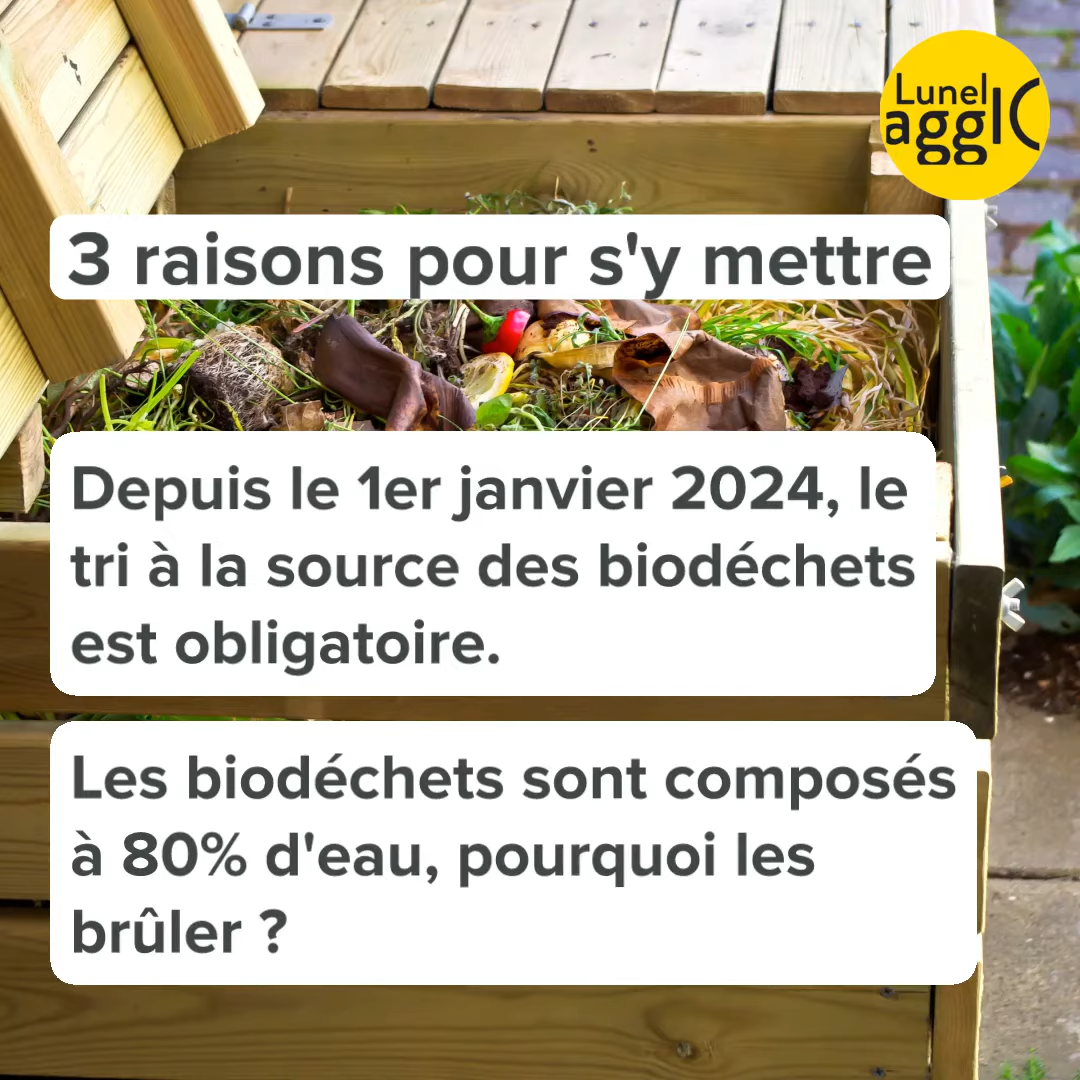 Lunel
agglo
3 raisons pour s'y mettre
Depuis le 1er janvier 2024, le
tri à la source des biodéchets
est obligatoire.
Les biodéchets sont composés
à 80% d'eau, pourquoi les
brûler ?